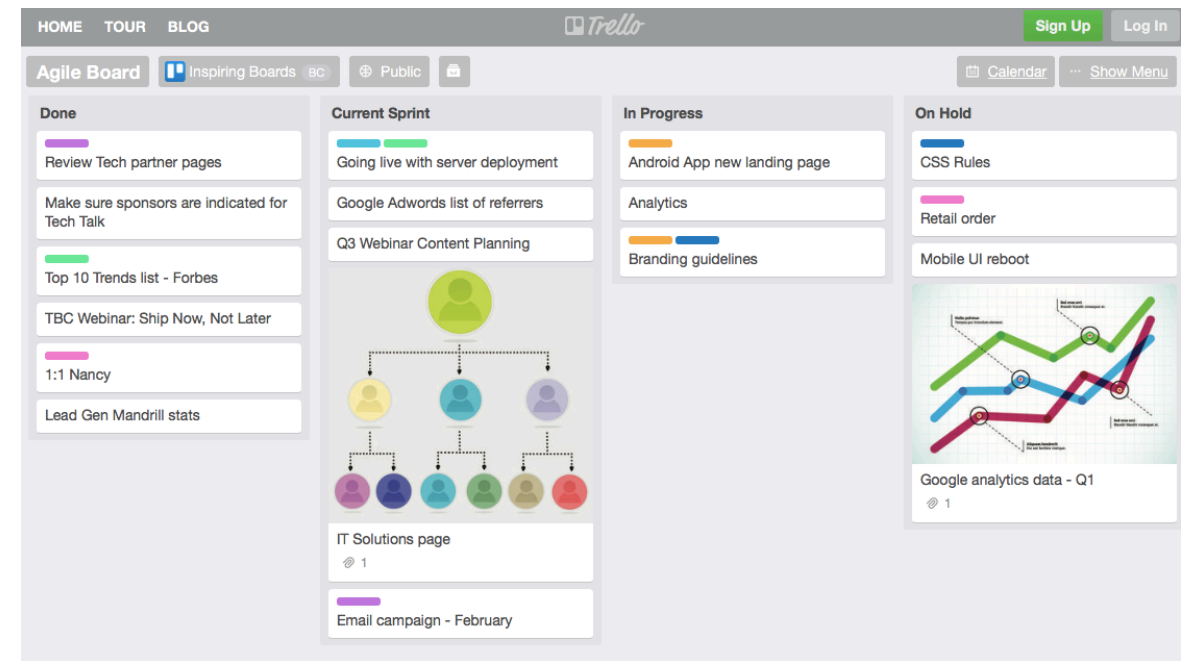 HOME TOUR BLOG
Trello
Sign Up Log In
Agile Board
Inspiring Boards BC
Public
Calendar
··· Show Menu
Done
Review Tech partner pages
Make sure sponsors are indicated for
Tech Talk
Top 10 Trends list - Forbes
TBC Webinar: Ship Now, Not Later
1:1 Nancy
Lead Gen Mandrill stats
Current Sprint
Going live with server deployment
Google Adwords list of referrers
Q3 Webinar Content Planning
IT Solutions page
1
Email campaign - February
In Progress
Android App new landing page
Analytics
Branding guidelines
On Hold
CSS Rules
Retail order
Mobile UI reboot
Google analytics data - Q1
1